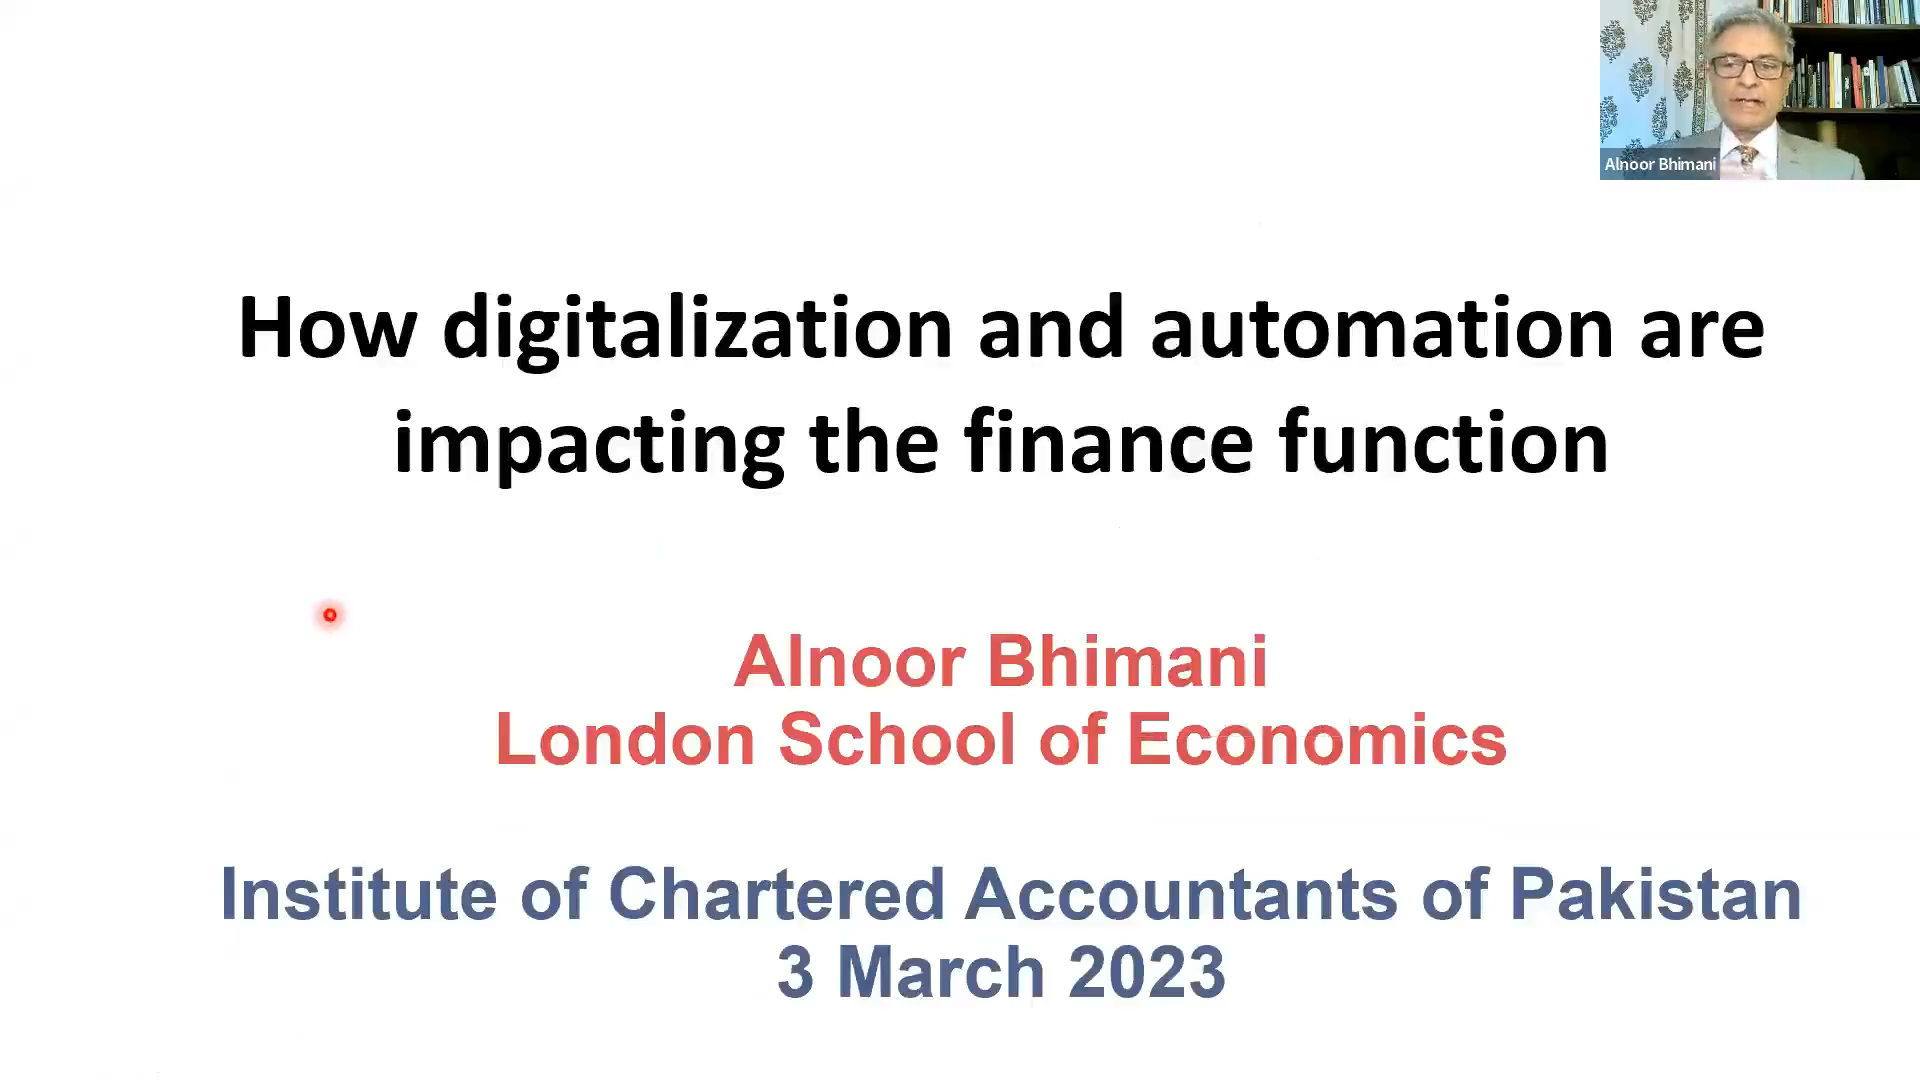 Alnoor Bhimani
How digitalization and automation are
impacting the finance function
Alnoor Bhimani
London School of Economics
Institute of Chartered Accountants of Pakistan
3 March 2023